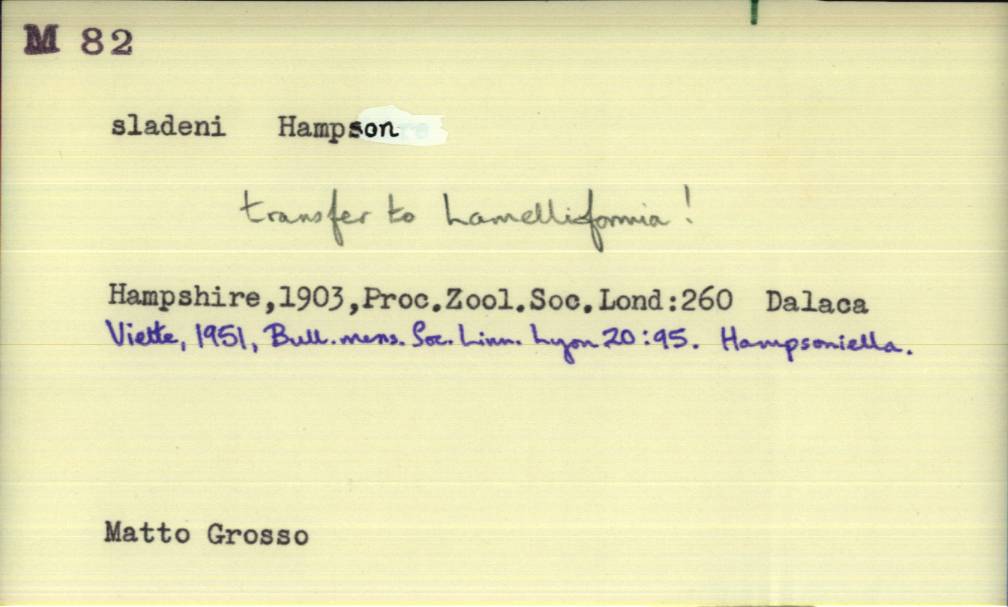 M 82
sladeni Hampson
transfer to Lamelliformia!
Hampshire,1903,Proc.Zool.Soc.Lond:260 Dalaca
Viette, 1951, Bull. mens. Soc. Linn. Lyon 20:95. Hampsoniella.
Matto Grosso